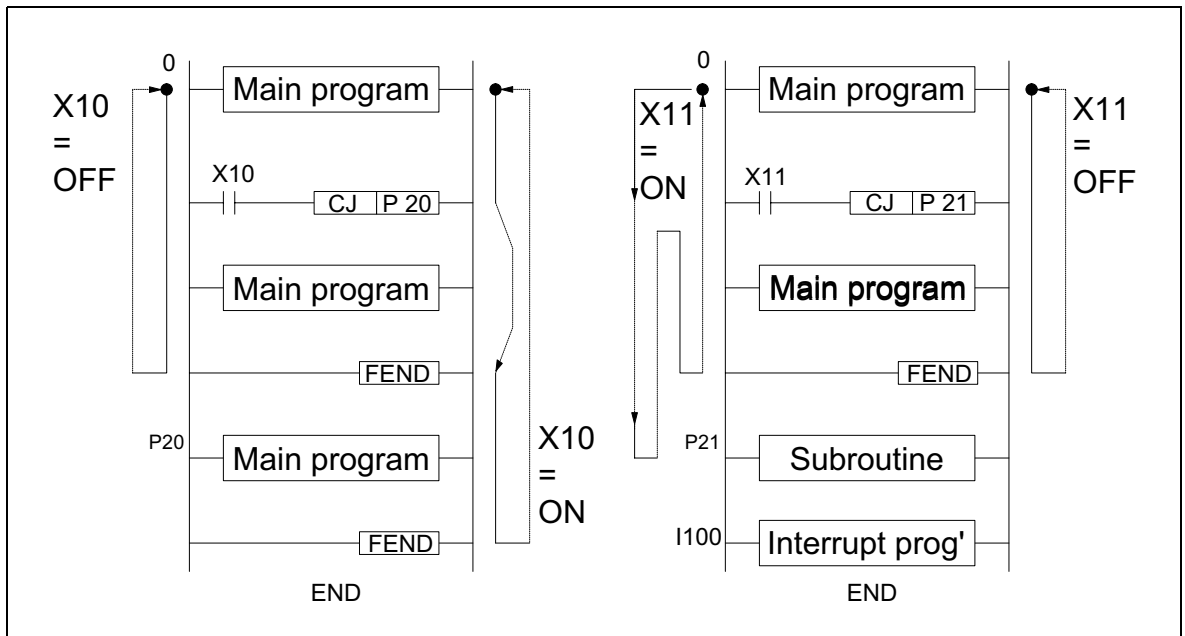 0
Main program
X10
=
OFF
X10
CJ P 20
Main program
FEND
P20
Main program
X10
=
ON
FEND
END
0
Main program
X11
=
ON
X11
=
OFF
X11
CJ P 21
Main program
FEND
P21
Subroutine
I100
Interrupt prog'
END